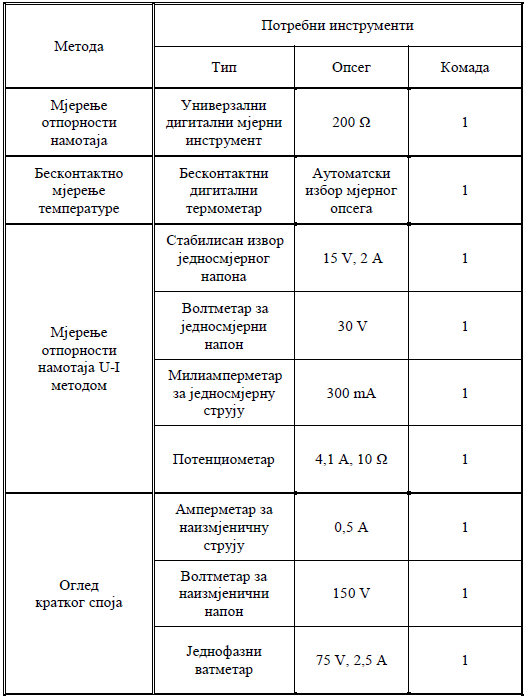 Метода
Потребни инструменти
Тип
Опсег
Комада
Мјерење
отпорности
намотаја
Универзални
дигитални мјерни
инструмент
200 Ω
1
Бесконтактно
мјерење
температуре
Бесконтактни
дигитални
термометар
Аутоматски
избор мјерног
опсега
1
Мјерење
отпорности
намотаја U-I
методом
Стабилисан извор
једносмјерног
напона
15 V, 2 A
1
Волтметар за
једносмјерни
напон
30 V
1
Милиамперметар
за једносмјерну
струју
300 mA
1
Потенциометар
4,1 A, 10 Ω
1
Оглед
кратког споја
Амперметар за
наизмјеничну
струју
0,5 A
1
Волтметар за
наизмјенични
напон
150 V
1
Једнофазни
ватметар
75 V, 2,5 A
1